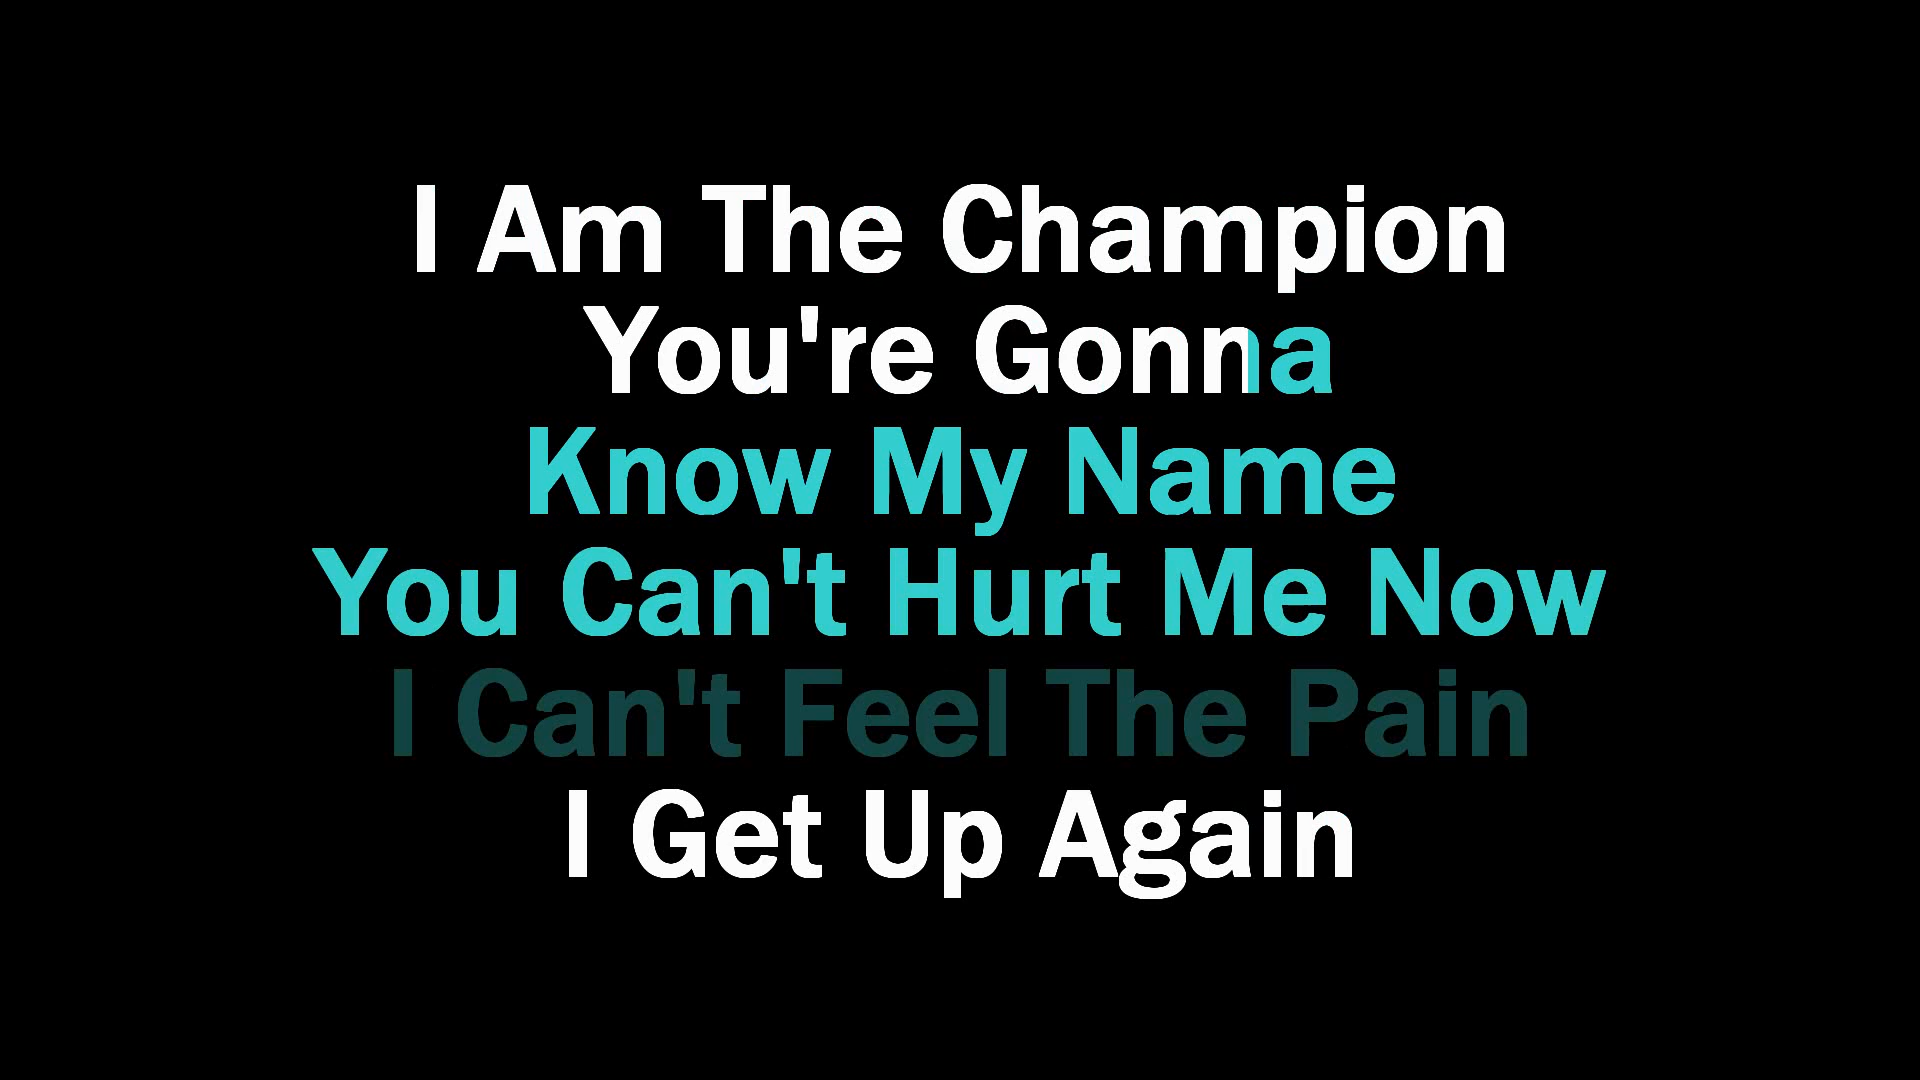 I Am The Champion
You're Gonna
Know My Name
You Can't Hurt Me Now
I Can't Feel The Pain
I Get Up Again